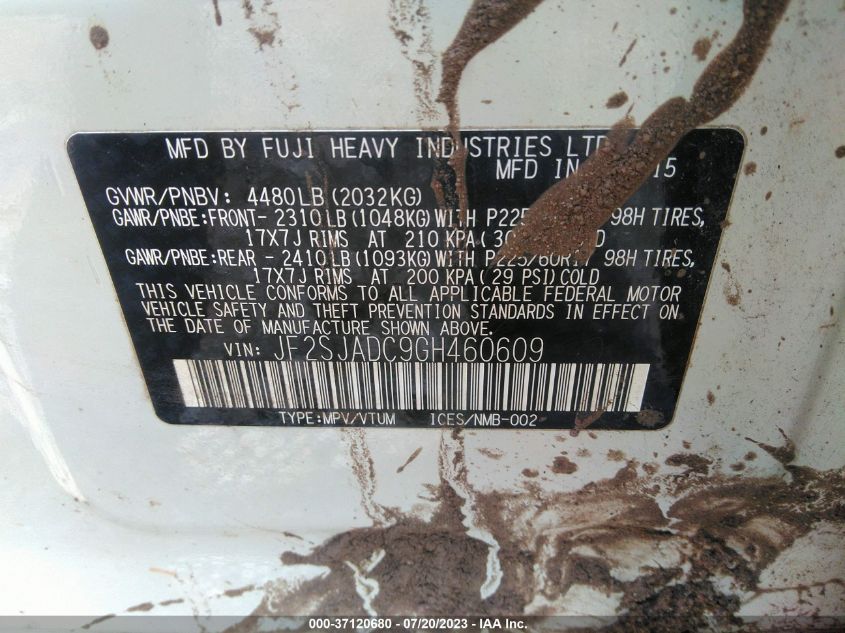 MFD BY FUJI HEAVY INDUSTRIES LTD
MFD IN 15
GVWR/PNBV: 4480LB (2032KG)
GAWR/PNBE:FRONT- 2310LB (1048KG)WITH P225 98H TIRES,
17X7J RIMS AT 210 KPA
GAWR/PNBE:REAR - 2410LB (1093KG)WITH P225/60R17 98H TIRES,
17X7J RIMS AT 200 KPA (29 PSI) COLD
THIS VEHICLE CONFORMS TO ALL APPLICABLE FEDERAL MOTOR
VEHICLE SAFETY AND THEFT PREVENTION STANDARDS IN EFFECT ON
THE DATE OF MANUFACTURE SHOWN ABOVE.
VIN: JF2SJADC9GH460609
TYPE:MPV/VTUM ICES/NMB-002
000-37120680 / 07/20/2023 - IAA Inc.